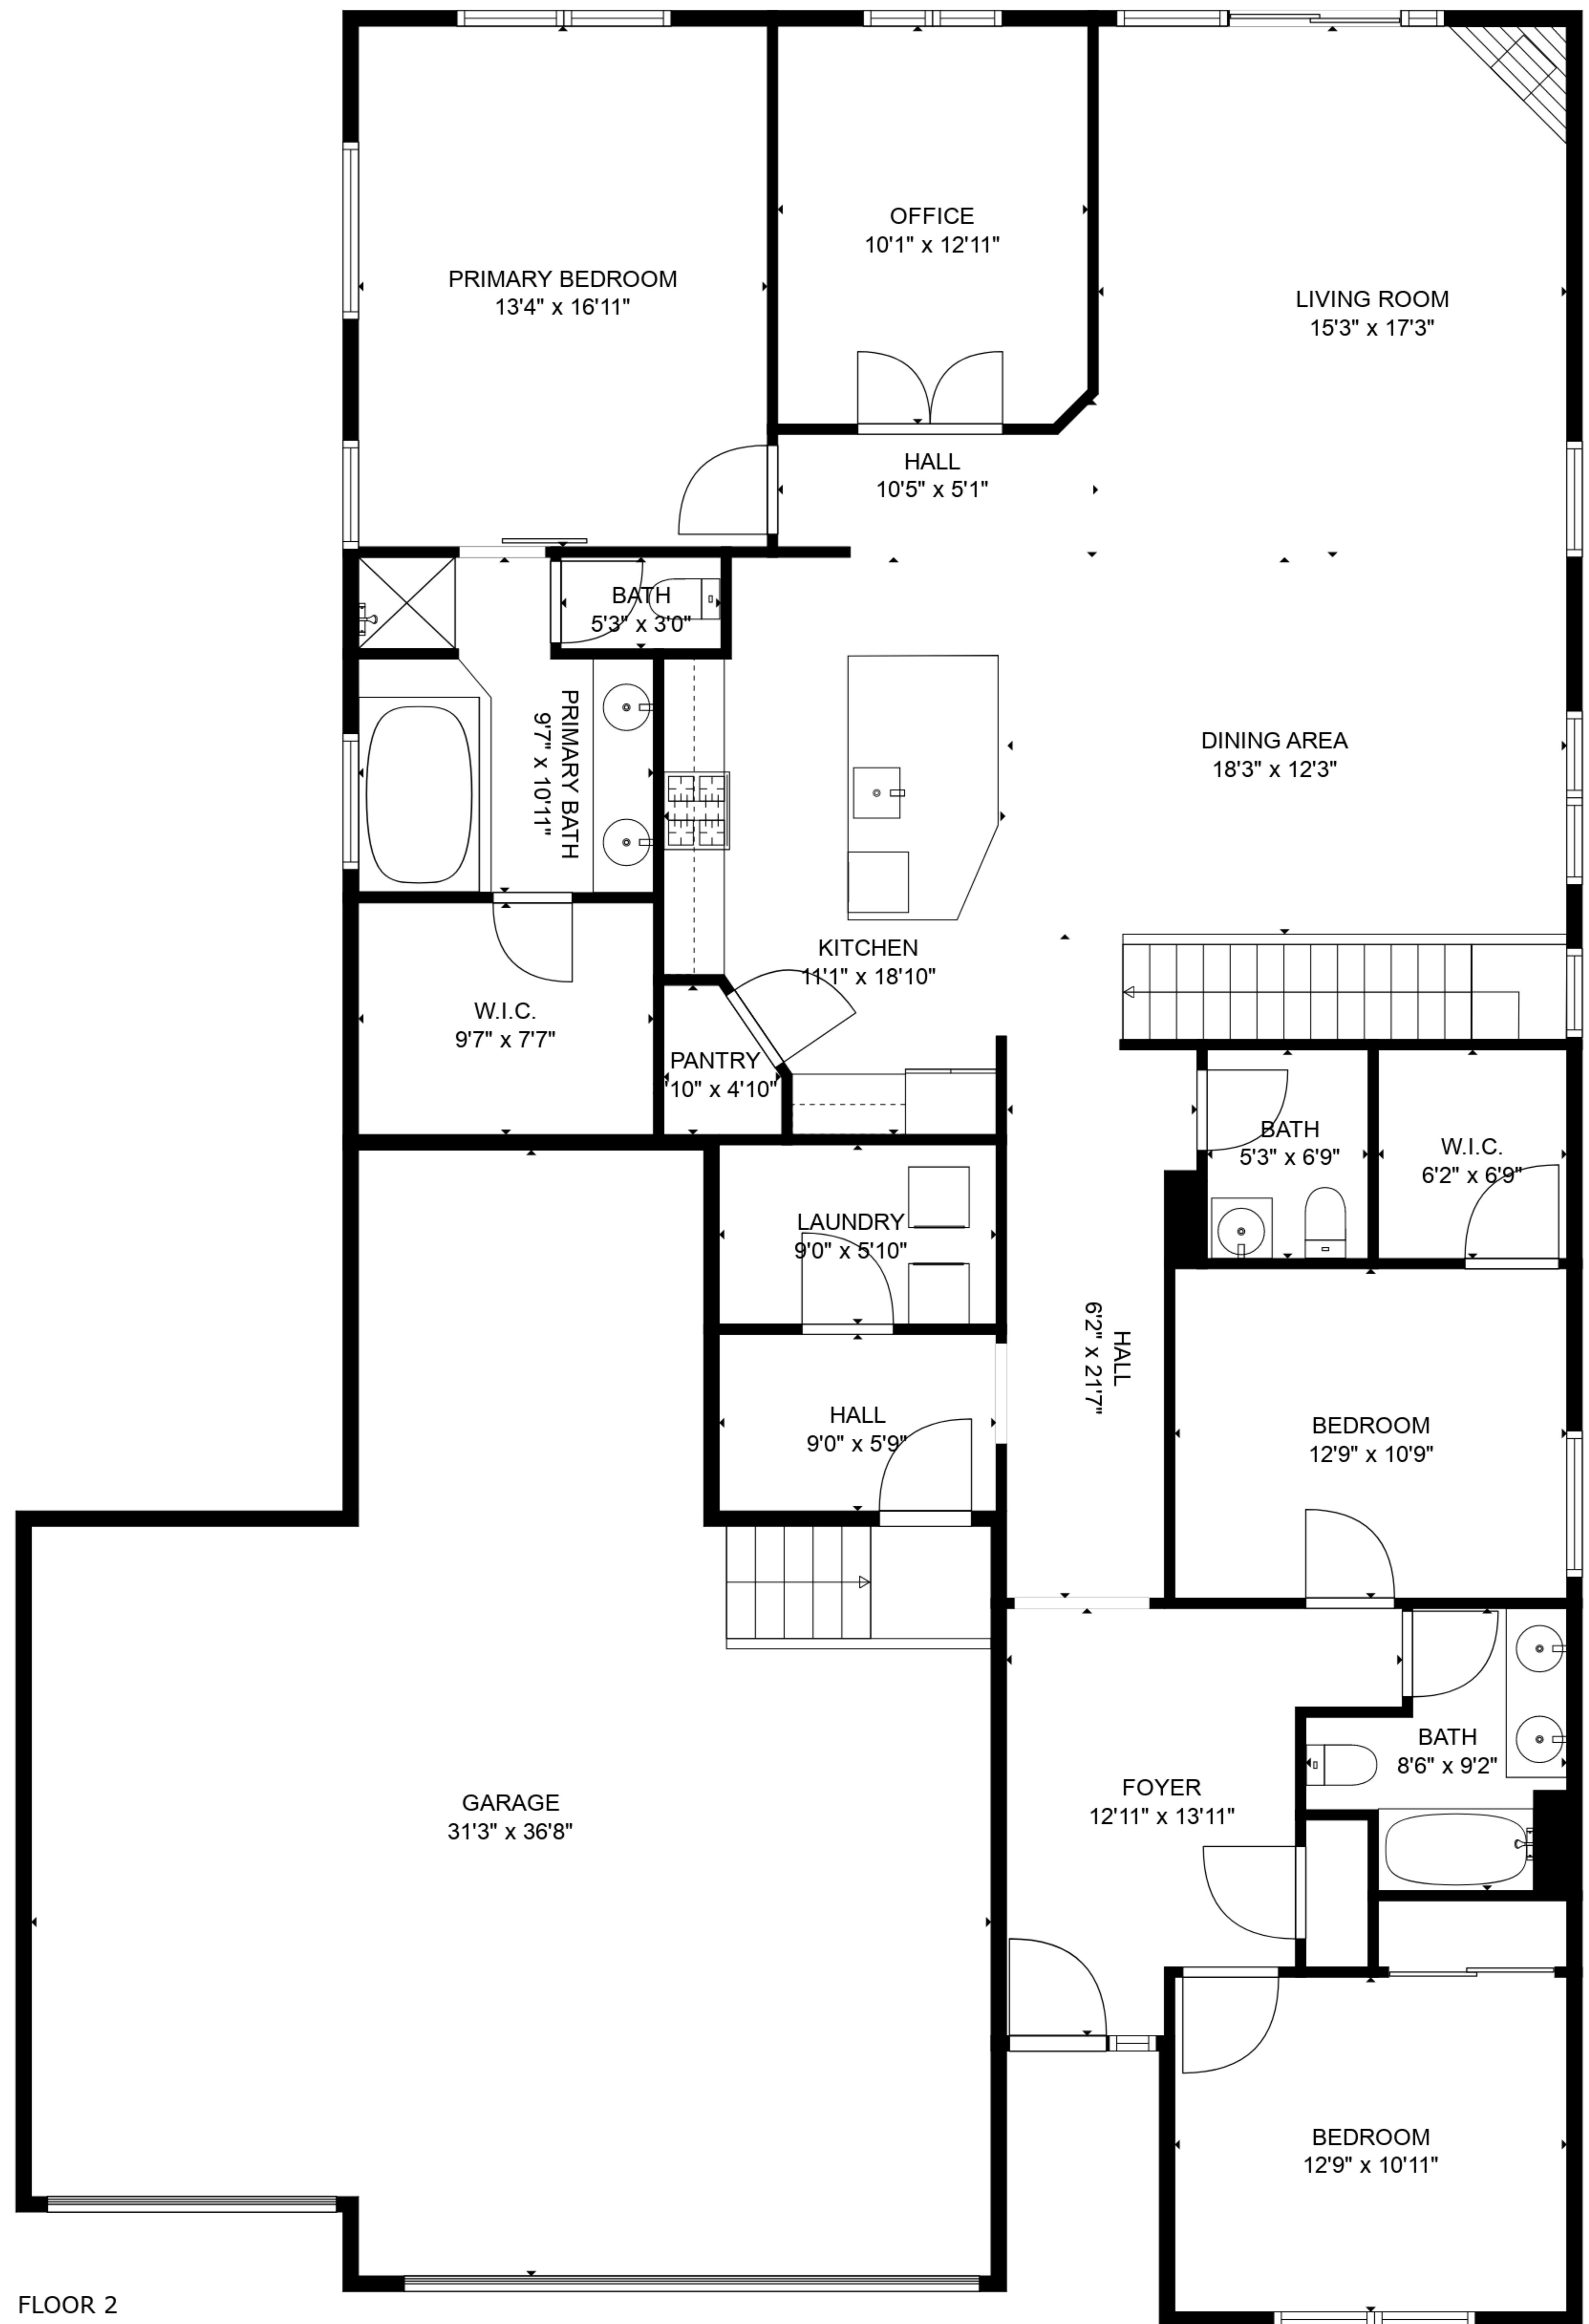 OFFICE
10'1" x 12'11"
PRIMARY BEDROOM
13'4" x 16'11"
LIVING ROOM
15'3" x 17'3"
HALL
10'5" x 5'1"
BATH
5'3" x 3'0"
PRIMARY BATH
9'7" x 10'11"
DINING AREA
18'3" x 12'3"
KITCHEN
11'1" x 18'10"
W.I.C.
9'7" x 7'7"
PANTRY
'10" x 4'10"
BATH
5'3" x 6'9"
W.I.C.
6'2" x 6'9"
LAUNDRY
9'0" x 5'10"
HALL
6'2" x 21'7"
HALL
9'0" x 5'9"
BEDROOM
12'9" x 10'9"
BATH
8'6" x 9'2"
FOYER
12'11" x 13'11"
GARAGE
31'3" x 36'8"
BEDROOM
12'9" x 10'11"
FLOOR 2